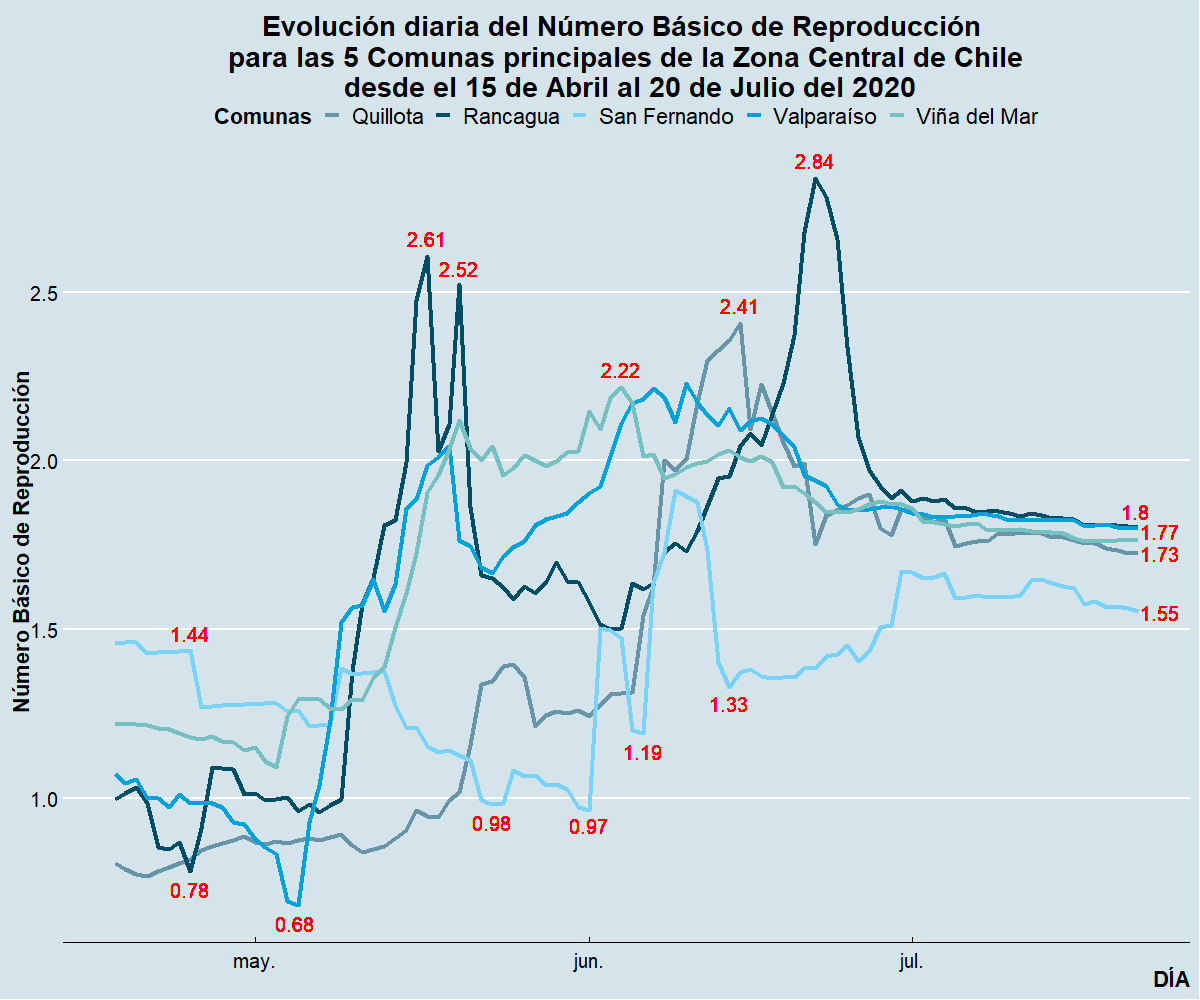 Evolución diaria del Número Básico de Reproducción
para las 5 Comunas principales de la Zona Central de Chile
desde el 15 de Abril al 20 de Julio del 2020
Comunas Quillota Rancagua San Fernando Valparaíso Viña del Mar
2.84
2.61
2.52
2.5
2.41
2.22
Número Básico de Reproducción
2.0
1.8
1.77
1.73
1.44
1.5
1.55
1.33
1.19
1.0
0.98
0.97
0.78
0.68
may. jun. jul.
DÍA